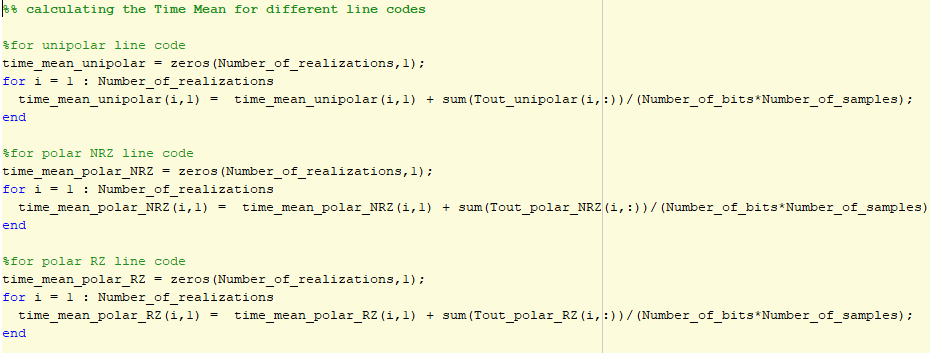 %% calculating the Time Mean for different line codes
%for unipolar line code
time_mean_unipolar = zeros(Number_of_realizations,1);
for i = 1 : Number_of_realizations
time_mean_unipolar(i,1) = time_mean_unipolar(i,1) + sum(Tout_unipolar(i,:))/(Number_of_bits*Number_of_samples);
end
%for polar NRZ line code
time_mean_polar_NRZ = zeros(Number_of_realizations,1);
for i = 1 : Number_of_realizations
time_mean_polar_NRZ(i,1) = time_mean_polar_NRZ(i,1) + sum(Tout_polar_NRZ(i,:))/(Number_of_bits*Number_of_samples)
end
%for polar RZ line code
time_mean_polar_RZ = zeros(Number_of_realizations,1);
for i = 1 : Number_of_realizations
time_mean_polar_RZ(i,1) = time_mean_polar_RZ(i,1) + sum(Tout_polar_RZ(i,:))/(Number_of_bits*Number_of_samples);
end